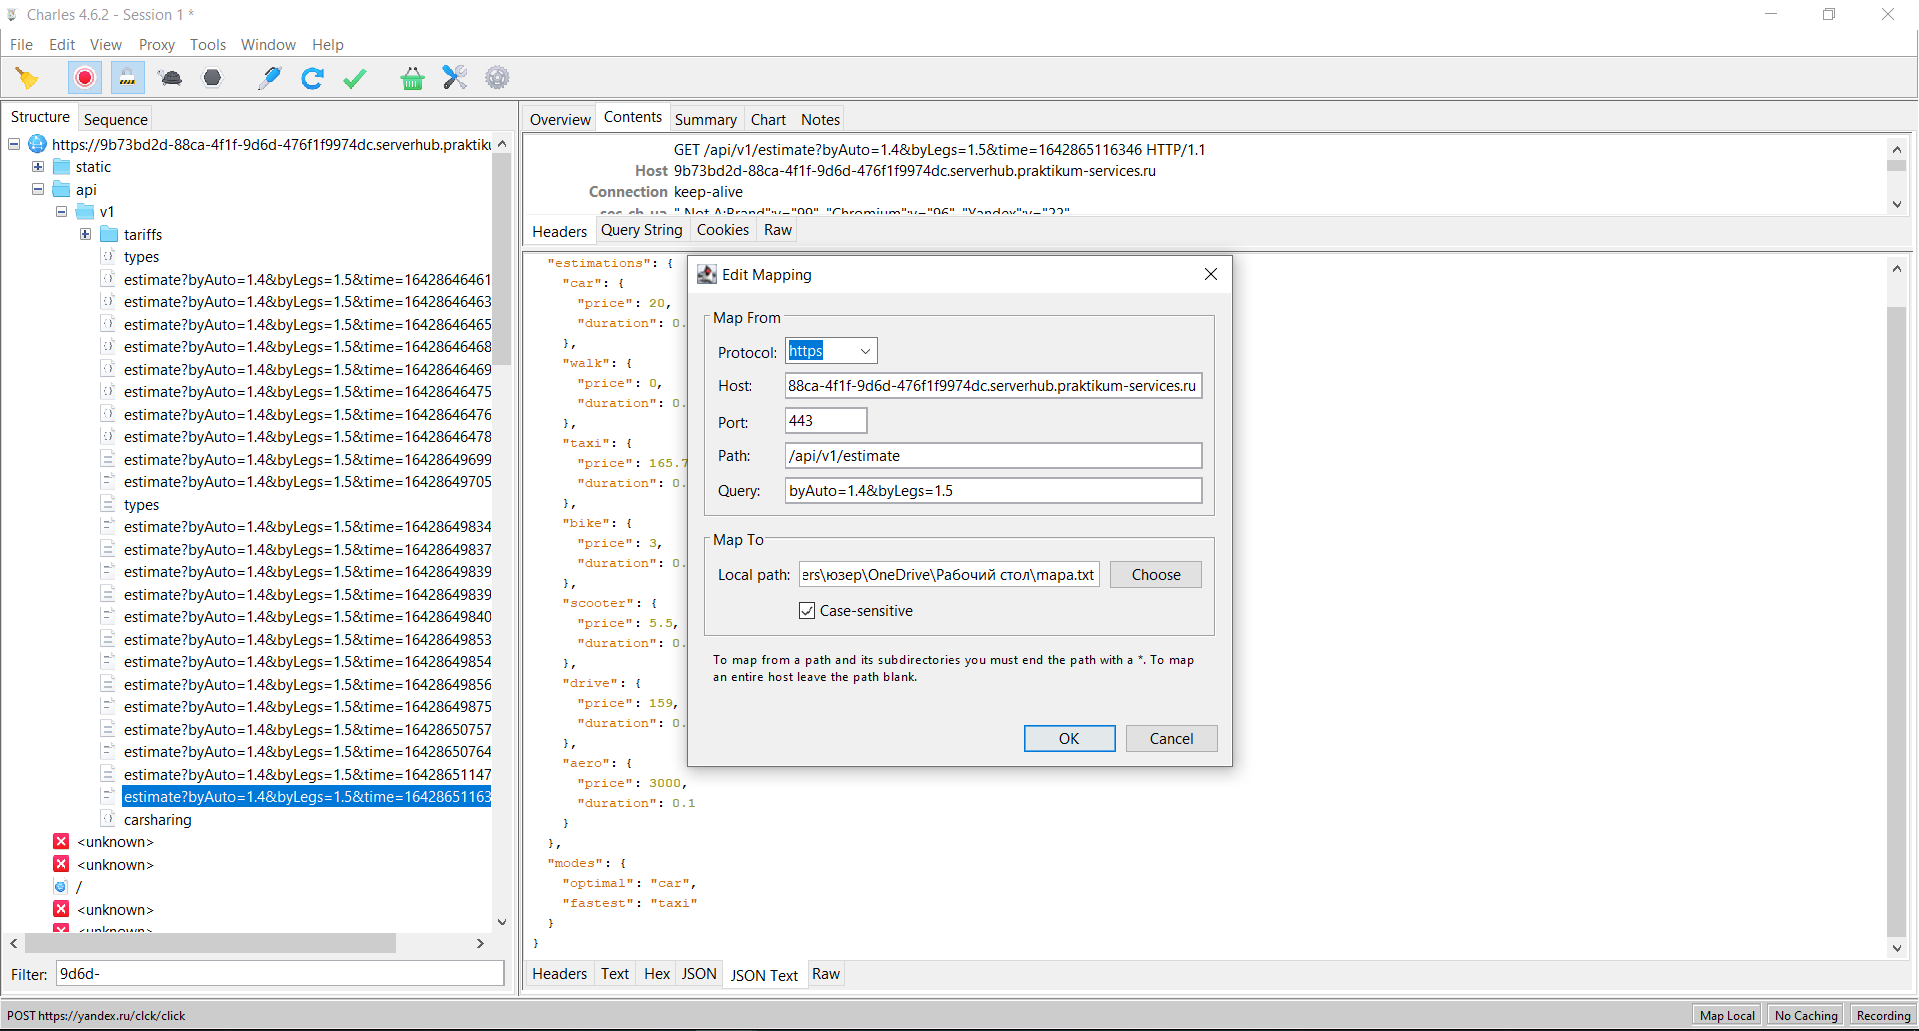 Charles 4.6.2 - Session 1 *
File Edit View Proxy Tools Window Help
Structure Sequence
https://9b73bd2d-88ca-4f1f-9d6d-476f1f9974dc.serverhub.praktiku
static
api
v1
tariffs
types
estimate?byAuto=1.4&byLegs=1.5&time=16428646461
estimate?byAuto=1.4&byLegs=1.5&time=16428646463
estimate?byAuto=1.4&byLegs=1.5&time=16428646465
estimate?byAuto=1.4&byLegs=1.5&time=16428646468
estimate?byAuto=1.4&byLegs=1.5&time=16428646469
estimate?byAuto=1.4&byLegs=1.5&time=16428646475
estimate?byAuto=1.4&byLegs=1.5&time=16428646476
estimate?byAuto=1.4&byLegs=1.5&time=16428646478
estimate?byAuto=1.4&byLegs=1.5&time=16428649699
estimate?byAuto=1.4&byLegs=1.5&time=16428649705
types
estimate?byAuto=1.4&byLegs=1.5&time=16428649834
estimate?byAuto=1.4&byLegs=1.5&time=16428649837
estimate?byAuto=1.4&byLegs=1.5&time=16428649839
estimate?byAuto=1.4&byLegs=1.5&time=16428649839
estimate?byAuto=1.4&byLegs=1.5&time=16428649840
estimate?byAuto=1.4&byLegs=1.5&time=16428649853
estimate?byAuto=1.4&byLegs=1.5&time=16428649854
estimate?byAuto=1.4&byLegs=1.5&time=16428649856
estimate?byAuto=1.4&byLegs=1.5&time=16428649875
estimate?byAuto=1.4&byLegs=1.5&time=16428650757
estimate?byAuto=1.4&byLegs=1.5&time=16428650764
estimate?byAuto=1.4&byLegs=1.5&time=16428651147
estimate?byAuto=1.4&byLegs=1.5&time=16428651163
carsharing
<unknown>
<unknown>
/
<unknown>
<unknown>
Filter: 9d6d-
Overview Contents Summary Chart Notes
GET /api/v1/estimate?byAuto=1.4&byLegs=1.5&time=1642865116346 HTTP/1.1
Host 9b73bd2d-88ca-4f1f-9d6d-476f1f9974dc.serverhub.praktikum-services.ru
Connection keep-alive
sec-ch-ua " Not A;Brand";v="99", "Chromium";v="96", "Yandex";v="22"
Headers Query String Cookies Raw
"estimations": {
"car": {
"price": 20,
"duration": 0.
},
"walk": {
"price": 0,
"duration": 0.
},
"taxi": {
"price": 165.7
"duration": 0.
},
"bike": {
"price": 3,
"duration": 0.
},
"scooter": {
"price": 5.5,
"duration": 0.
},
"drive": {
"price": 159,
"duration": 0.
},
"aero": {
"price": 3000,
"duration": 0.1
}
},
"modes": {
"optimal": "car",
"fastest": "taxi"
}
}
Headers Text Hex JSON JSON Text Raw
Edit Mapping
Map From
Protocol: https
Host: 88ca-4f1f-9d6d-476f1f9974dc.serverhub.praktikum-services.ru
Port: 443
Path: /api/v1/estimate
Query: byAuto=1.4&byLegs=1.5
Map To
Local path: ers\юзер\OneDrive\Рабочий стол\mapa.txt Choose
Case-sensitive
To map from a path and its subdirectories you must end the path with a *. To map
an entire host leave the path blank.
OK Cancel
POST https://yandex.ru/clck/click
Map Local No Caching Recording